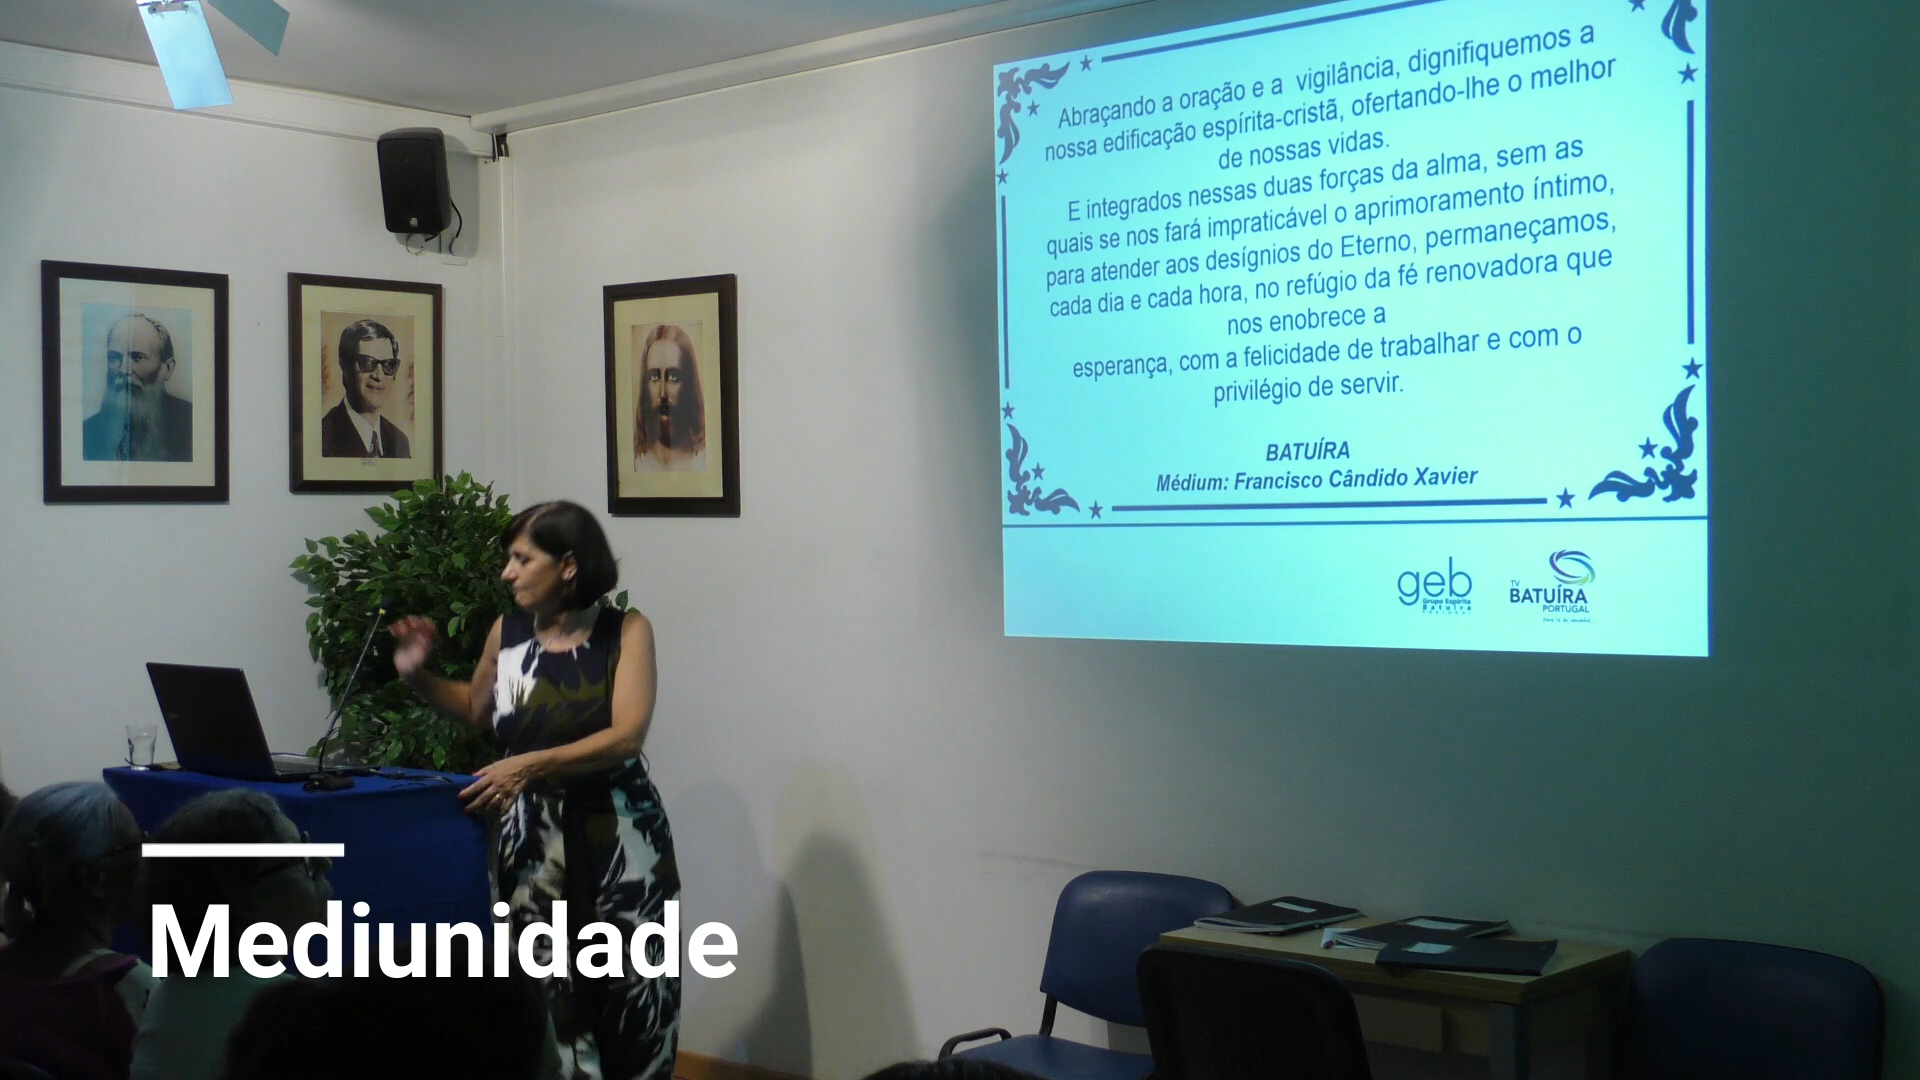 Abraçando a oração e a vigilância, dignifiquemos a
nossa edificação espírita-cristã, ofertando-lhe o melhor
de nossas vidas.
E integrados nessas duas forças da alma, sem as
quais se nos fará impraticável o aprimoramento íntimo,
para atender aos desígnios do Eterno, permaneçamos,
cada dia e cada hora, no refúgio da fé renovadora que
nos enobrece a
esperança, com a felicidade de trabalhar e com o
privilégio de servir.
BATUÍRA
Médium: Francisco Cândido Xavier
geb
Grupo Espírita
Batuíra
TV
BATUÍRA
PORTUGAL
Mediunidade